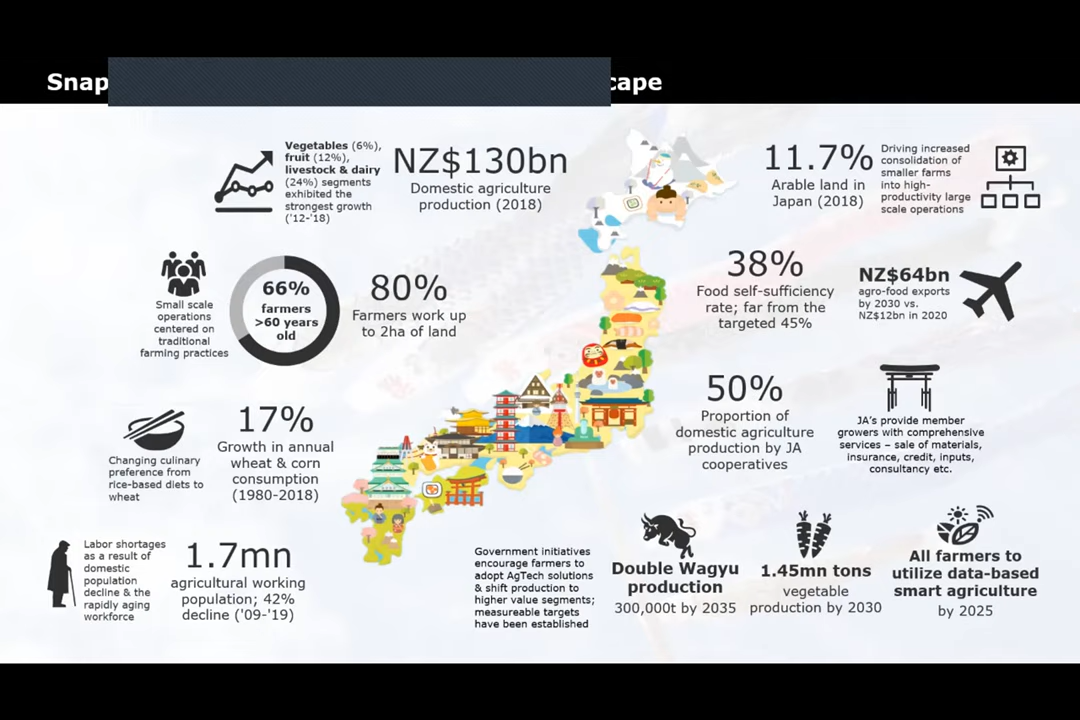 Snap
cape
Vegetables (6%),
fruit (12%),
livestock & dairy
(24%) segments
exhibited the
strongest growth
('12-'18)
NZ$130bn
Domestic agriculture
production (2018)
11.7%
Arable land in
Japan (2018)
Driving increased
consolidation of
smaller farms
into high-
productivity large
scale operations
Small scale
operations
centered on
traditional
farming practices
66%
farmers
>60 years
old
80%
Farmers work up
to 2ha of land
38%
Food self-sufficiency
rate; far from the
targeted 45%
NZ$64bn
agro-food exports
by 2030 vs.
NZ$12bn in 2020
Changing culinary
preference from
rice-based diets to
wheat
17%
Growth in annual
wheat & corn
consumption
(1980-2018)
50%
Proportion of
domestic agriculture
production by JA
cooperatives
JA's provide member
growers with comprehensive
services – sale of materials,
insurance, credit, inputs,
consultancy etc.
Labor shortages
as a result of
domestic
population
decline & the
rapidly aging
workforce
1.7mn
agricultural working
population; 42%
decline ('09-'19)
Government initiatives
encourage farmers to
adopt AgTech solutions
& shift production to
higher value segments;
measureable targets
have been established
Double Wagyu
production
300,000t by 2035
1.45mn tons
vegetable
production by 2030
All farmers to
utilize data-based
smart agriculture
by 2025